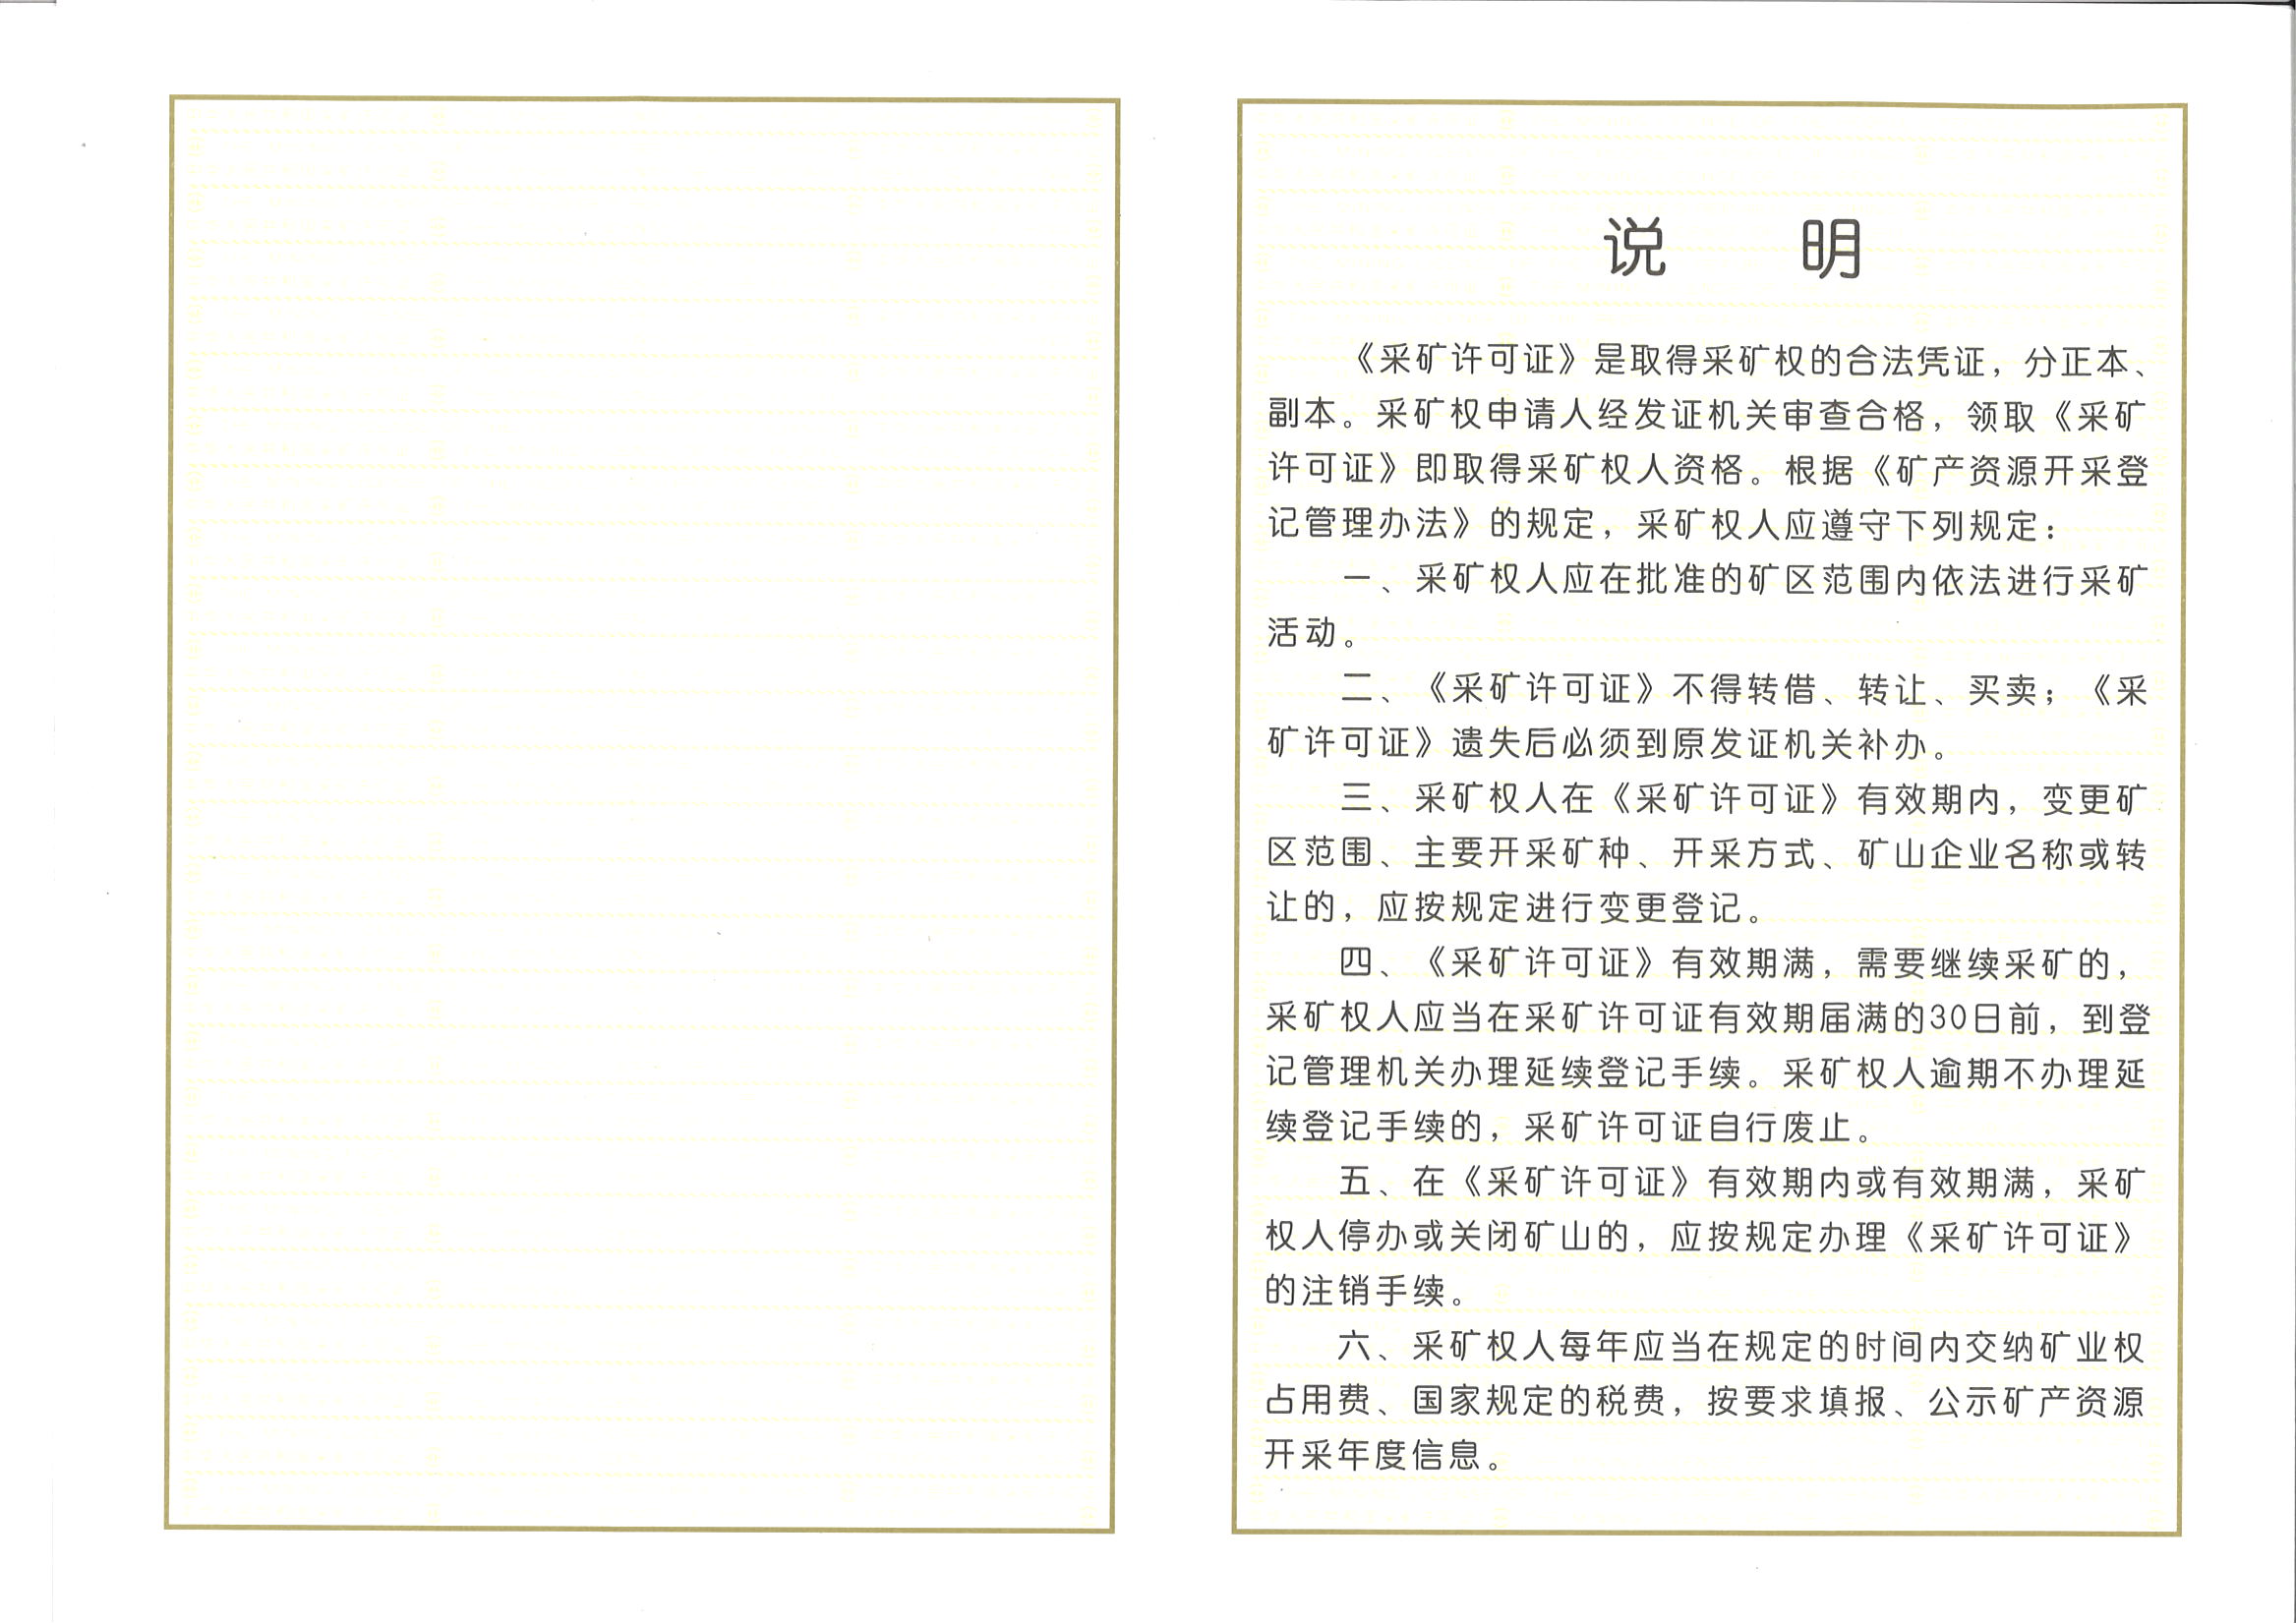 说 明
《采矿许可证》是取得采矿权的合法凭证，分正本、
副本。采矿权申请人经发证机关审查合格，领取《采矿
许可证》即取得采矿权人资格。根据《矿产资源开采登
记管理办法》的规定，采矿权人应遵守下列规定：
一、采矿权人应在批准的矿区范围内依法进行采矿
活动。
二、《采矿许可证》不得转借、转让、买卖；《采
矿许可证》遗失后必须到原发证机关补办。
三、采矿权人在《采矿许可证》有效期内，变更矿
区范围、主要开采矿种、开采方式、矿山企业名称或转
让的，应按规定进行变更登记。
四、《采矿许可证》有效期满，需要继续采矿的，
采矿权人应当在采矿许可证有效期届满的30日前，到登
记管理机关办理延续登记手续。采矿权人逾期不办理延
续登记手续的，采矿许可证自行废止。
五、在《采矿许可证》有效期内或有效期满，采矿
权人停办或关闭矿山的，应按规定办理《采矿许可证》
的注销手续。
六、采矿权人每年应当在规定的时间内交纳矿业权
占用费、国家规定的税费，按要求填报、公示矿产资源
开采年度信息。